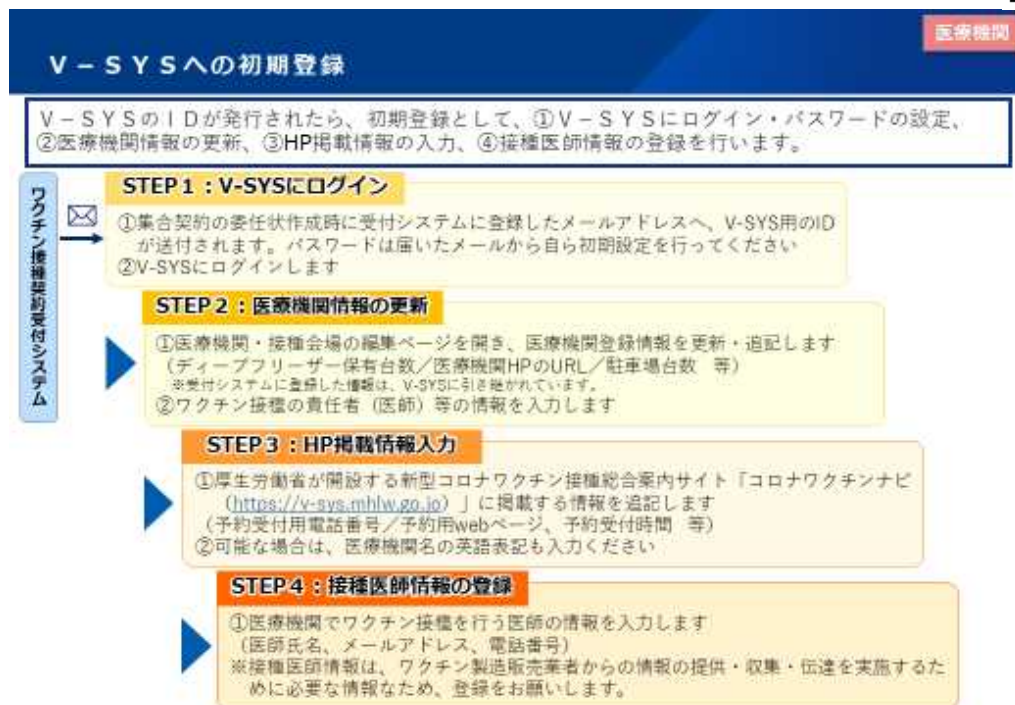 医療機関
V－SYSへの初期登録
V－SYSのIDが発行されたら、初期登録として、①V－SYSにログイン・パスワードの設定、
②医療機関情報の更新、③HP掲載情報の入力、④接種医師情報の登録を行います。
ワクチン接種契約受付システム
STEP1：V-SYSにログイン
①集合契約の委任状作成時に受付システムに登録したメールアドレスへ、V-SYS用のID
が送付されます。パスワードは届いたメールから自ら初期設定を行ってください
②V-SYSにログインします
STEP2：医療機関情報の更新
①医療機関・接種会場の編集ページを開き、医療機関登録情報を更新・追記します
（ディープフリーザー保有台数／医療機関HPのURL／駐車場台数　等）
※受付システムに登録した情報は、V-SYSに引き継がれています。
②ワクチン接種の責任者（医師）等の情報を入力します
STEP3：HP掲載情報入力
①厚生労働省が開設する新型コロナワクチン接種総合案内サイト「コロナワクチンナビ
（https://v-sys.mhlw.go.jp）」に掲載する情報を追記します
（予約受付用電話番号／予約用webページ、予約受付時間　等）
②可能な場合は、医療機関名の英語表記も入力ください
STEP4：接種医師情報の登録
①医療機関でワクチン接種を行う医師の情報を入力します
（医師氏名、メールアドレス、電話番号）
※接種医師情報は、ワクチン製造販売業者からの情報の提供・収集・伝達を実施するた
めに必要な情報なため、登録をお願いします。